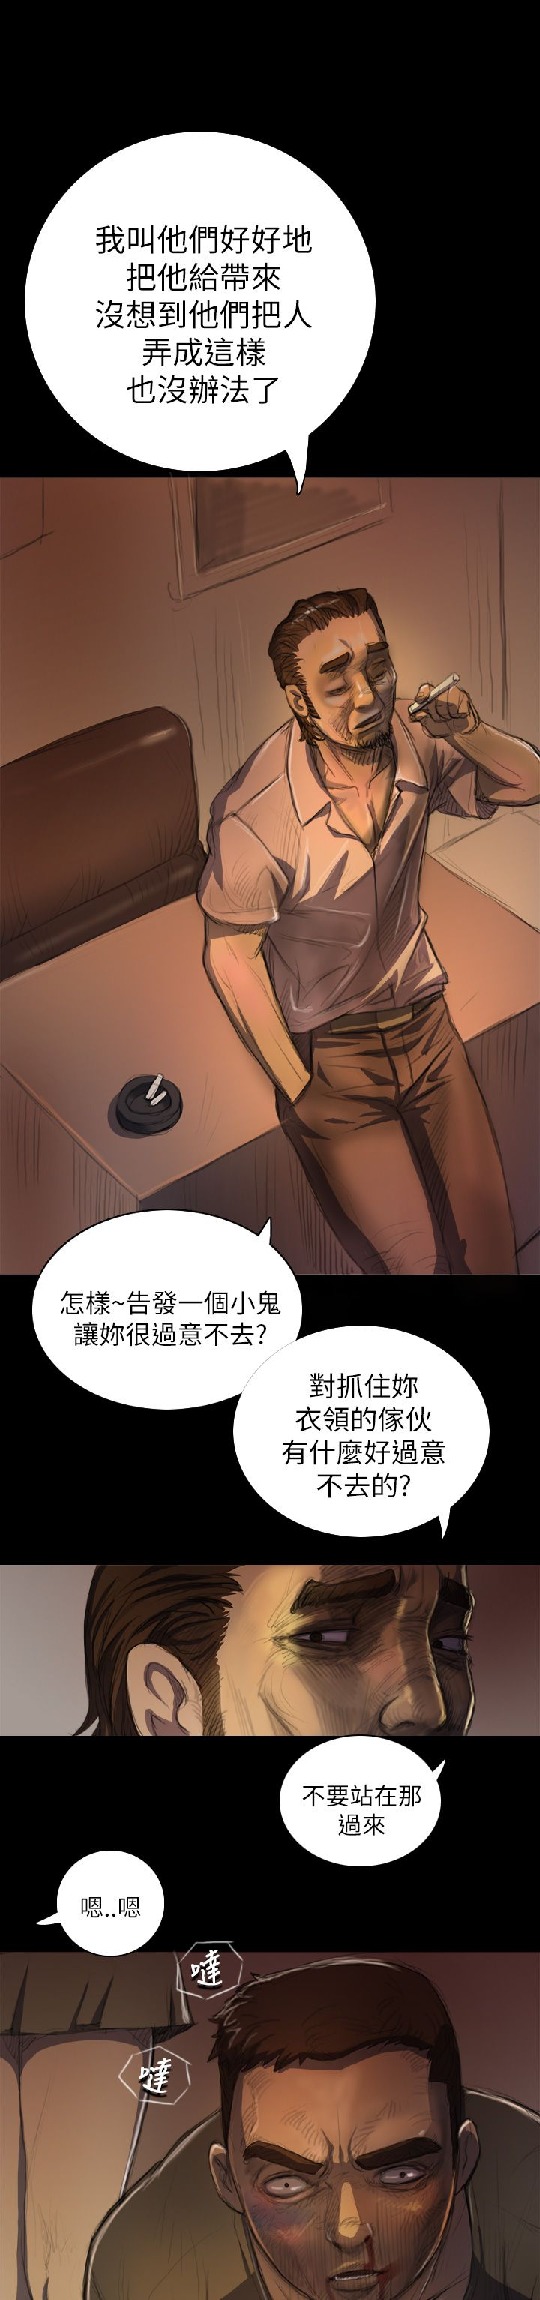 我叫他們好好地
把他給帶來
沒想到他們把人
弄成這樣
也沒辦法了
怎樣~告發一個小鬼
讓妳很過意不去?
對抓住妳
衣領的傢伙
有什麼好過意
不去的?
不要站在那
過來
嗯..嗯
噠
噠